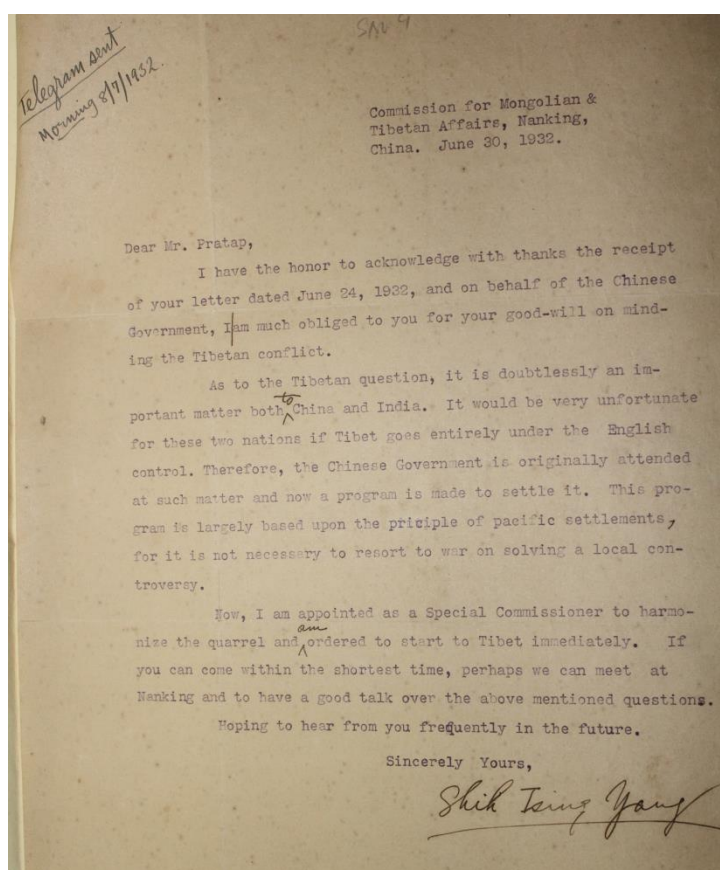 SAV 9
Telegram sent
Morning 8/7/1932.
Commission for Mongolian &
Tibetan Affairs, Nanking,
China. June 30, 1932.
Dear Mr. Pratap,
I have the honor to acknowledge with thanks the receipt
of your letter dated June 24, 1932, and on behalf of the Chinese
Government, I|am much obliged to you for your good-will on mind-
ing the Tibetan conflict.
As to the Tibetan question, it is doubtlessly an im-
to
portant matter both China and India. It would be very unfortunate
for these two nations if Tibet goes entirely under the English
control. Therefore, the Chinese Government is originally attended
at such matter and now a program is made to settle it. This pro-
gram is largely based upon the priciple of pacific settlements,
for it is not necessary to resort to war on solving a local con-
troversy.
Now, I am appointed as a Special Commissioner to harmo-
am
nize the quarrel and ordered to start to Tibet immediately. If
you can come within the shortest time, perhaps we can meet at
Nanking and to have a good talk over the above mentioned questions.
Hoping to hear from you frequently in the future.
Sincerely Yours,
Shih Tsing Yang